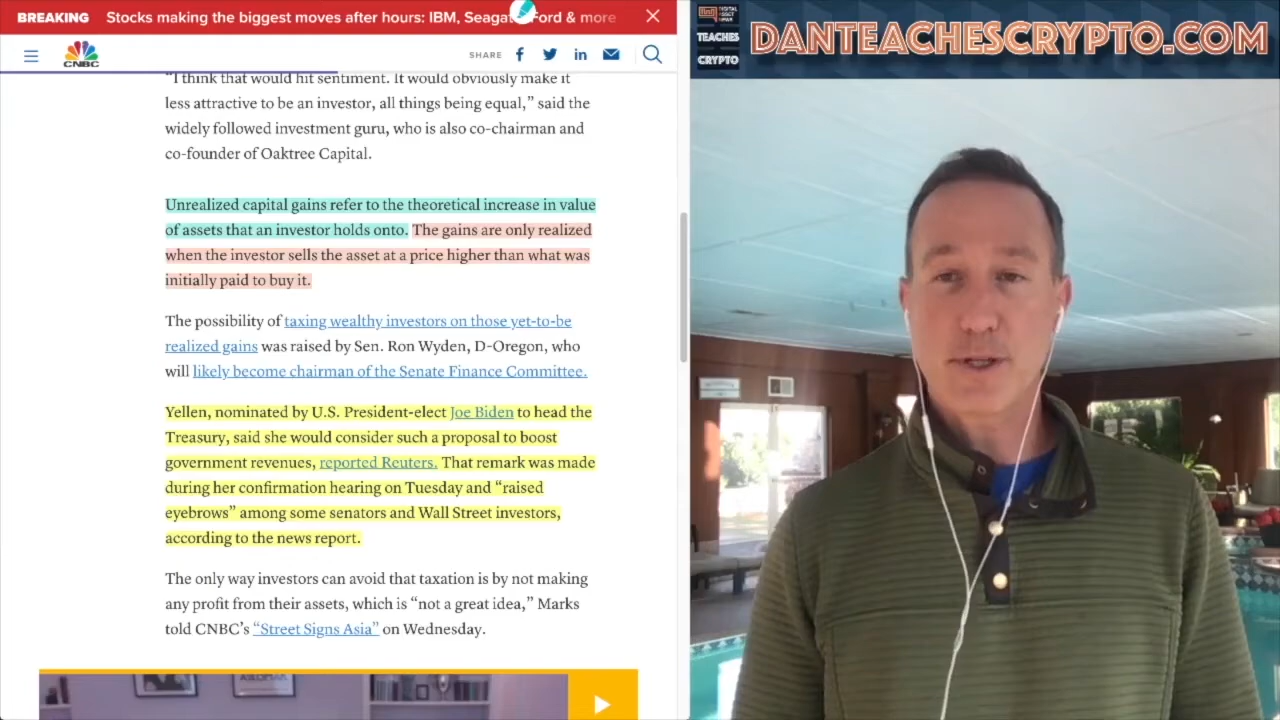 BREAKING Stocks making the biggest moves after hours: IBM, Seagat Ford & more
CNBC
SHARE
"I think that would hit sentiment. It would obviously make it
less attractive to be an investor, all things being equal," said the
widely followed investment guru, who is also co-chairman and
co-founder of Oaktree Capital.
Unrealized capital gains refer to the theoretical increase in value
of assets that an investor holds onto. The gains are only realized
when the investor sells the asset at a price higher than what was
initially paid to buy it.
The possibility of taxing wealthy investors on those yet-to-be
realized gains was raised by Sen. Ron Wyden, D-Oregon, who
will likely become chairman of the Senate Finance Committee.
Yellen, nominated by U.S. President-elect Joe Biden to head the
Treasury, said she would consider such a proposal to boost
government revenues, reported Reuters. That remark was made
during her confirmation hearing on Tuesday and "raised
eyebrows" among some senators and Wall Street investors,
according to the news report.
The only way investors can avoid that taxation is by not making
any profit from their assets, which is "not a great idea," Marks
told CNBC's "Street Signs Asia" on Wednesday.
DIGITAL
ASSET
TEACHES
CRYPTO
DANTEACHESCRYPTO.COM